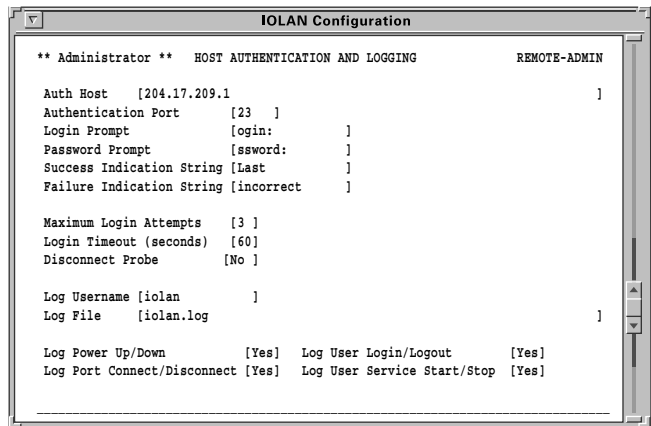 IOLAN Configuration
** Administrator ** HOST AUTHENTICATION AND LOGGING REMOTE-ADMIN
Auth Host [204.17.209.1 ]
Authentication Port [23 ]
Login Prompt [ogin: ]
Password Prompt [ssword: ]
Success Indication String [Last ]
Failure Indication String [incorrect ]
Maximum Login Attempts [3 ]
Login Timeout (seconds) [60]
Disconnect Probe [No ]
Log Username [iolan ]
Log File [iolan.log ]
Log Power Up/Down [Yes] Log User Login/Logout [Yes]
Log Port Connect/Disconnect [Yes] Log User Service Start/Stop [Yes]